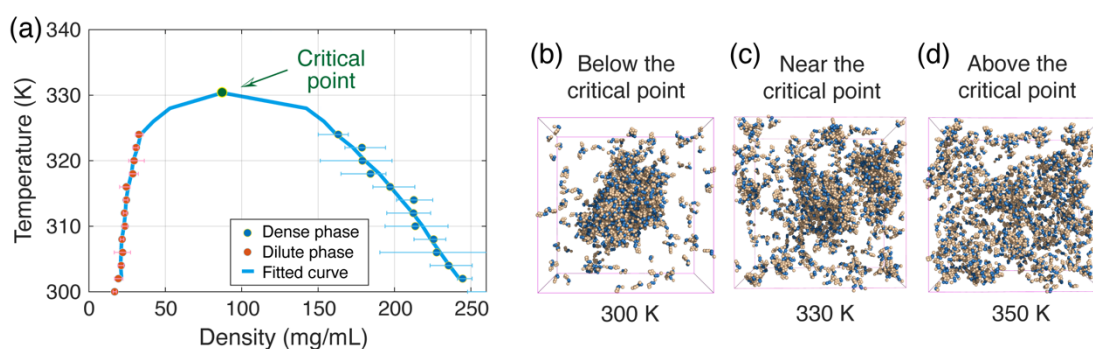 (a)
340
330
320
310
300
Temperature (K)
Critical
point
Dense phase
Dilute phase
Fitted curve
0
50
100
150
200
250
Density (mg/mL)
(b)
Below the
critical point
300 K
(c)
Near the
critical point
330 K
(d)
Above the
critical point
350 K